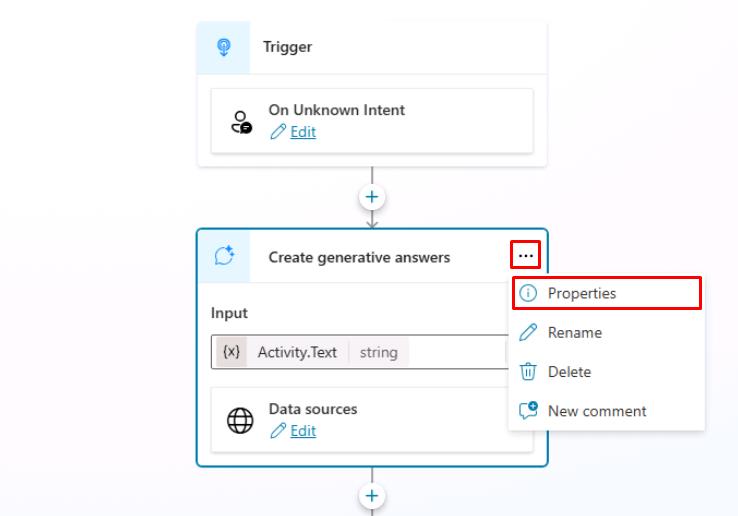 Trigger
On Unknown Intent
Edit
Create generative answers
...
Properties
Input
Rename
{x} Activity.Text string
Delete
Data sources
New comment
Edit